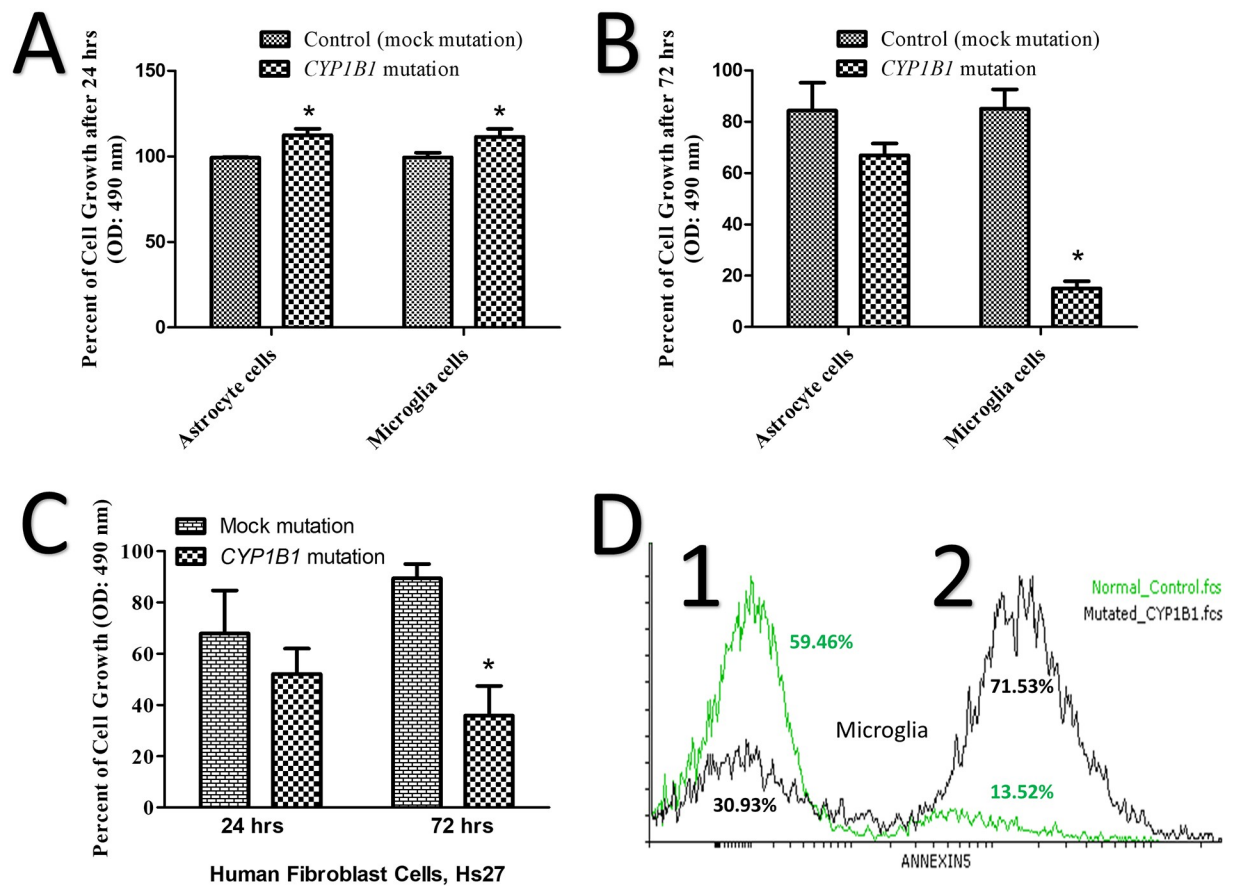 A
Control (mock mutation)
CYP1B1 mutation
Percent of Cell Growth after 24 hrs
(OD: 490 nm)
150
100
50
0
*
*
Astrocyte cells
Microglia cells
B
Control (mock mutation)
CYP1B1 mutation
Percent of Cell Growth after 72 hrs
(OD: 490 nm)
100
80
60
40
20
0
*
Astrocyte cells
Microglia cells
C
Mock mutation
CYP1B1 mutation
Percent of Cell Growth (OD: 490 nm)
100
80
60
40
20
0
*
24 hrs
72 hrs
Human Fibroblast Cells, Hs27
D
1
2
Normal_Control.fcs
Mutated_CYP1B1.fcs
59.46%
71.53%
Microglia
30.93%
13.52%
ANNEXIN5